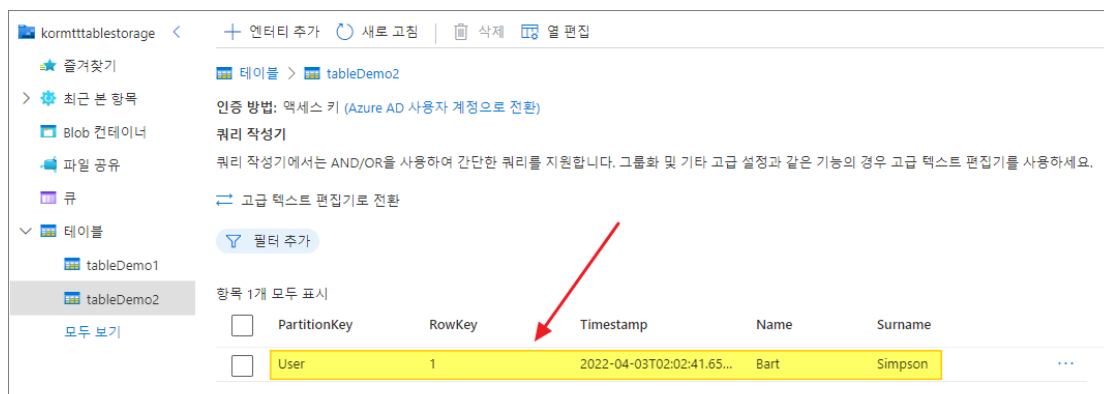 kormtttablestorage
즐겨찾기
최근 본 항목
Blob 컨테이너
파일 공유
큐
테이블
tableDemo1
tableDemo2
모두 보기
엔터티 추가 새로 고침 삭제 열 편집
테이블 > tableDemo2
인증 방법: 액세스 키 (Azure AD 사용자 계정으로 전환)
쿼리 작성기
쿼리 작성기에서는 AND/OR을 사용하여 간단한 쿼리를 지원합니다. 그룹화 및 기타 고급 설정과 같은 기능의 경우 고급 텍스트 편집기를 사용하세요.
고급 텍스트 편집기로 전환
필터 추가
항목 1개 모두 표시
PartitionKey RowKey Timestamp Name Surname
User 1 2022-04-03T02:02:41.65... Bart Simpson ...